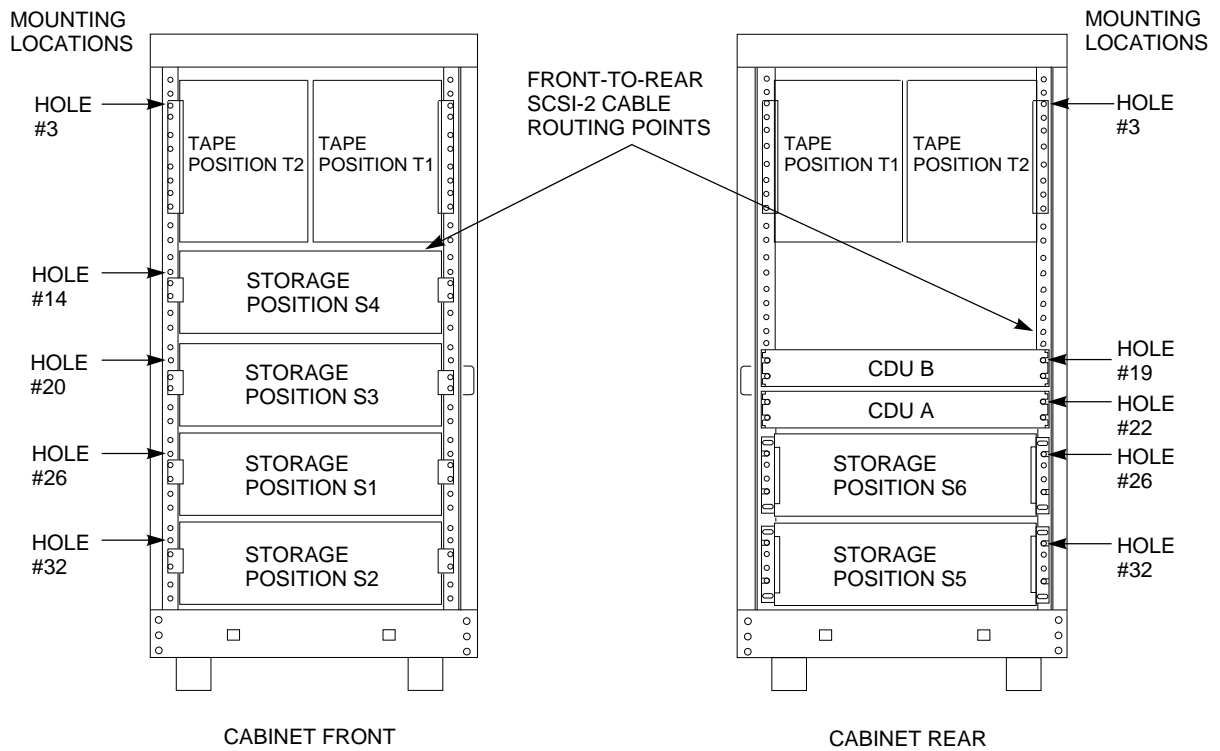 MOUNTING
LOCATIONS
HOLE
#3
TAPE
POSITION T2
TAPE
POSITION T1
HOLE
#14
STORAGE
POSITION S4
HOLE
#20
STORAGE
POSITION S3
HOLE
#26
STORAGE
POSITION S1
HOLE
#32
STORAGE
POSITION S2
CABINET FRONT
FRONT-TO-REAR
SCSI-2 CABLE
ROUTING POINTS
MOUNTING
LOCATIONS
TAPE
POSITION T1
TAPE
POSITION T2
HOLE
#3
CDU B
HOLE
#19
CDU A
HOLE
#22
STORAGE
POSITION S6
HOLE
#26
STORAGE
POSITION S5
HOLE
#32
CABINET REAR